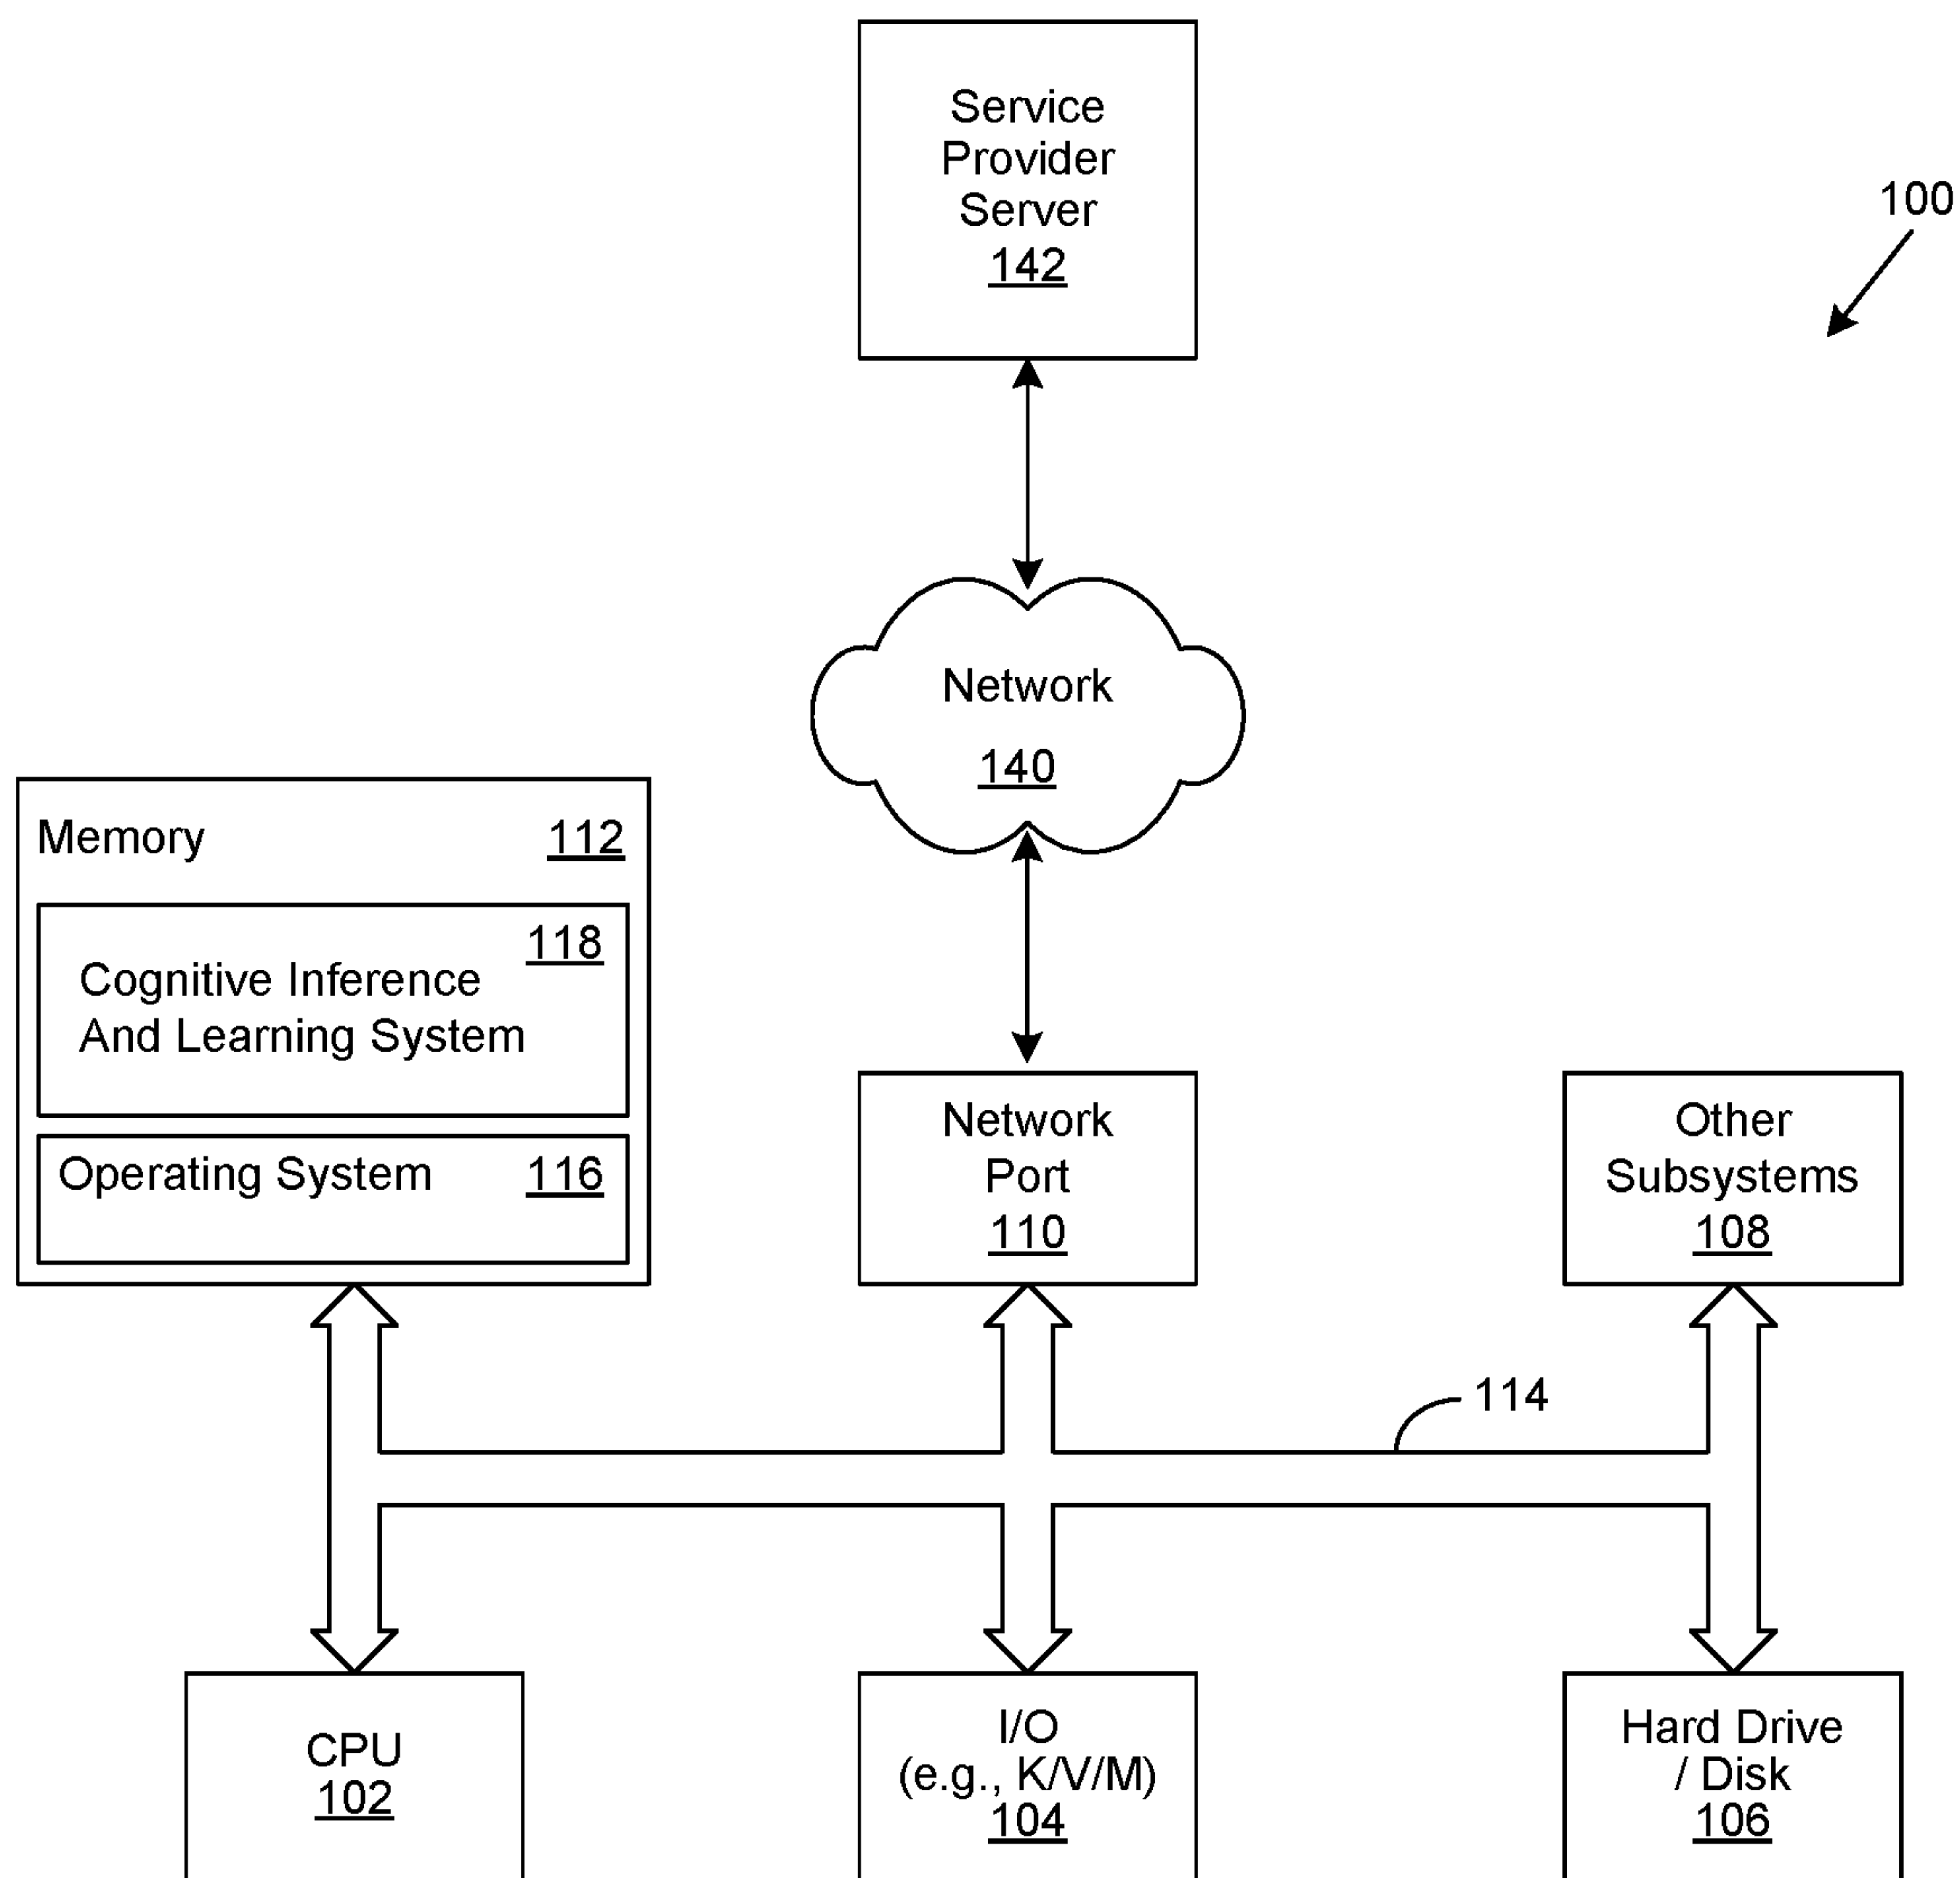 Service
Provider
Server
142
100
Network
140
Memory 112
118
Cognitive Inference
And Learning System
Operating System 116
Network
Port
110
Other
Subsystems
108
114
CPU
102
I/O
(e.g., K/V/M)
104
Hard Drive
/ Disk
106